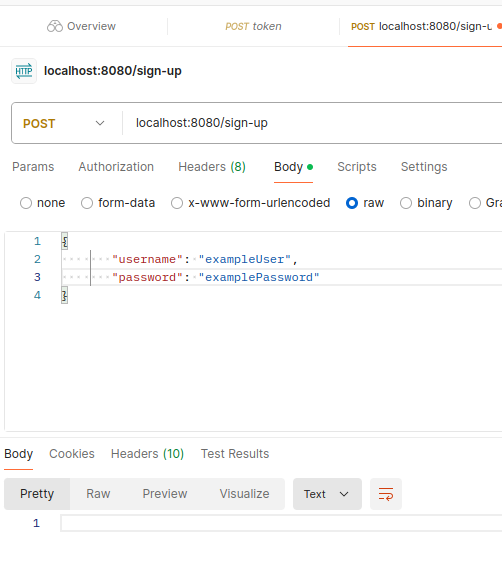 Overview POST token POST localhost:8080/sign-u
HTTP localhost:8080/sign-up
POST localhost:8080/sign-up
Params Authorization Headers (8) Body Scripts Settings
none form-data x-www-form-urlencoded raw binary Gra
1 {
2 "username": "exampleUser",
3 "password": "examplePassword"
4 }
Body Cookies Headers (10) Test Results
Pretty Raw Preview Visualize Text
1